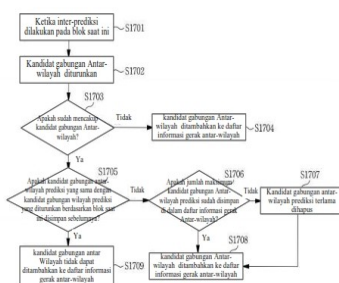 Ketika inter-prediksi
dilakukan pada blok saat ini
S1701
Kandidat gabungan Antar-
wilayah diturunkan
S1702
S1703
Apakah sudah mencakup
kandidat gabungan Antar-
wilayah?
Tidak
kandidat gabungan Antar-
wilayah ditambahkan ke daftar
informasi gerak antar-wilayah
S1704
Ya
S1705
Apakah kandidat gabungan antar-
wilayah prediksi yang sama dengan
kandidat gabungan wilayah prediksi
yang diturunkan berdasarkan blok saat
ini disimpan sebelumnya?
Tidak
S1706
Apakah jumlah maksimum
kandidat gabungan Antar-
wilayah prediksi sudah disimpan
di dalam daftar informasi gerak
antar-wilayah?
Tidak
S1707
Kandidat gabungan antar-
wilayah prediksi tertama
dihapus
Ya
Ya
S1708
kandidat antar gabungan
Wilayah tidak dapat
ditambahkan ke daftar informasi
gerak antar-wilayah
S1709
kandidat gabungan Antar-
wilayah ditambahkan ke daftar
informasi gerak antar-wilayah